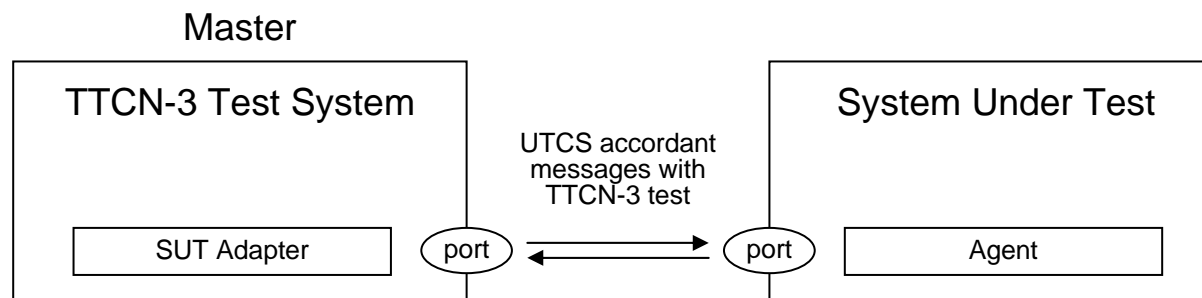 Master
TTCN-3 Test System
System Under Test
UTCS accordant
messages with
TTCN-3 test
SUT Adapter
port
port
Agent